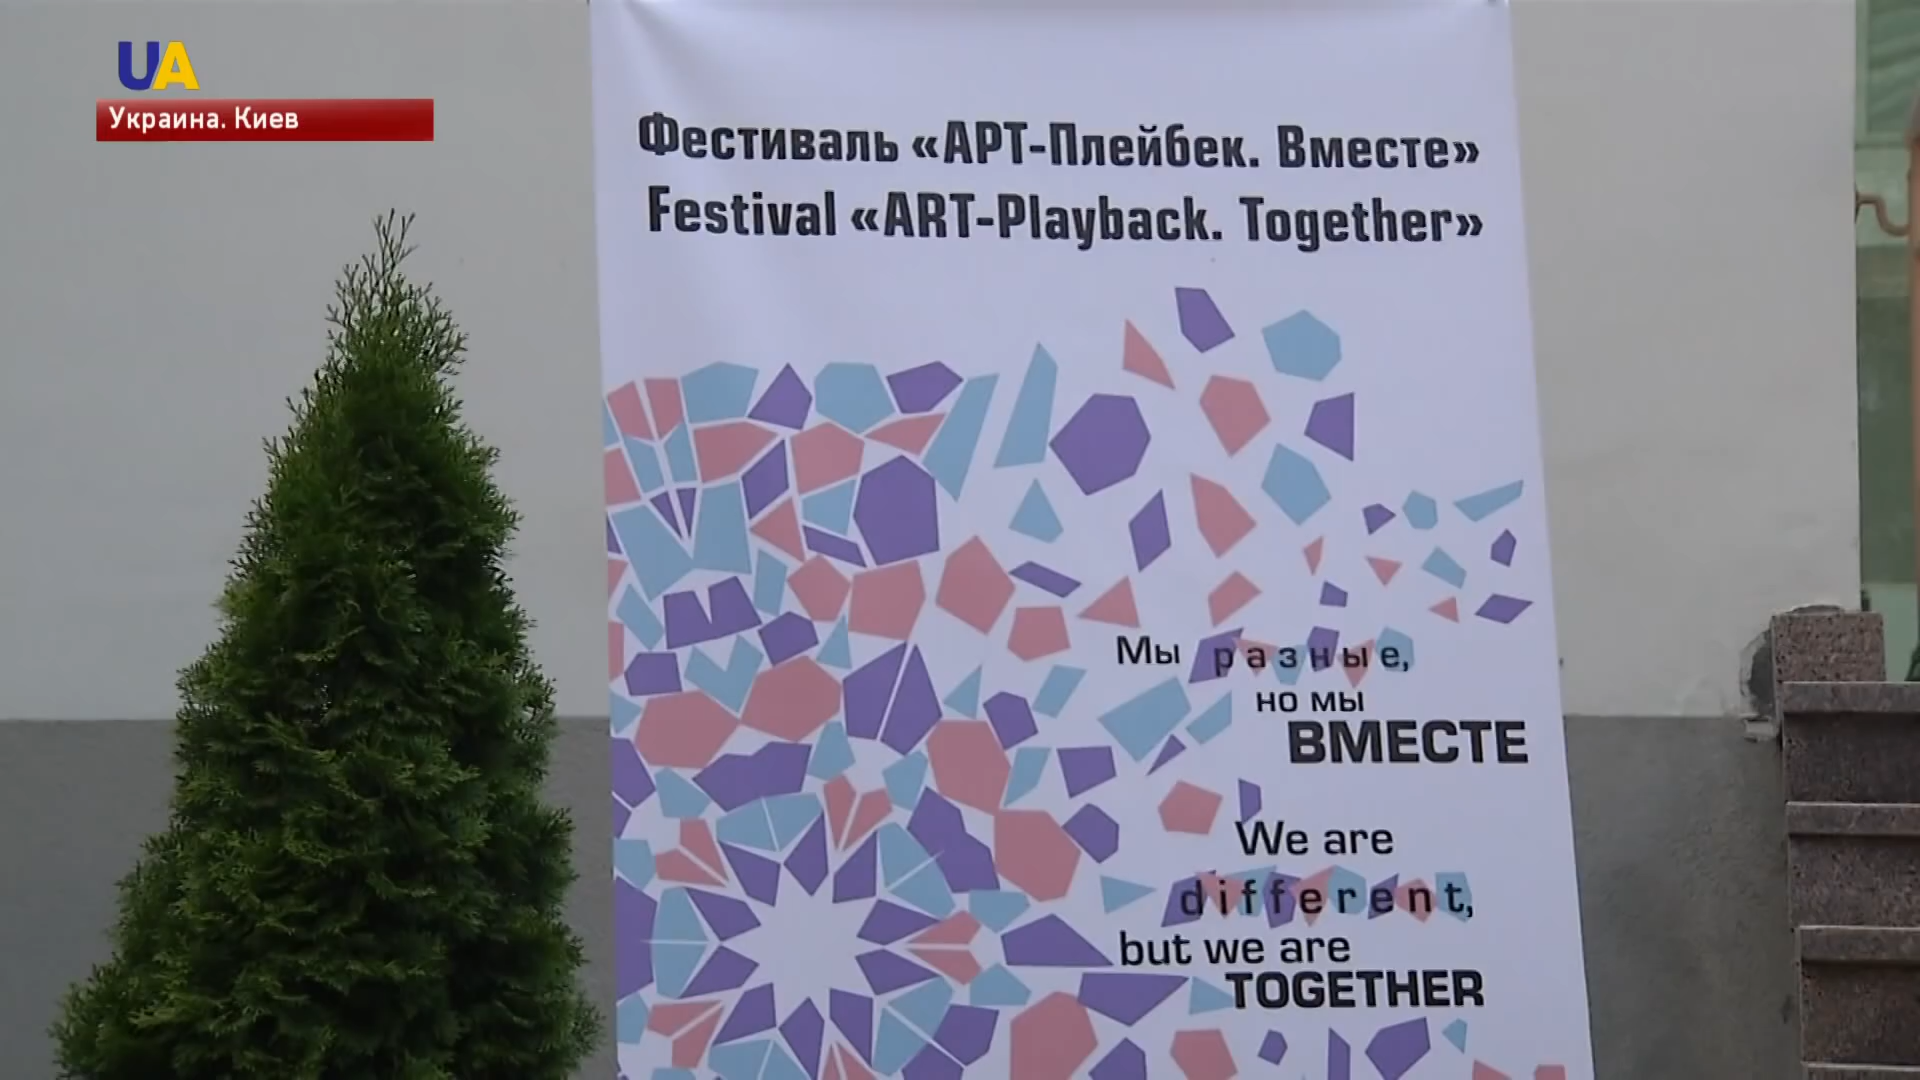 UA
Украина. Киев
Фестиваль «АРТ-Плейбек. Вместе»
Festival «ART-Playback. Together»
Мы разные,
но мы
ВМЕСТЕ
We are
different,
but we are
TOGETHER